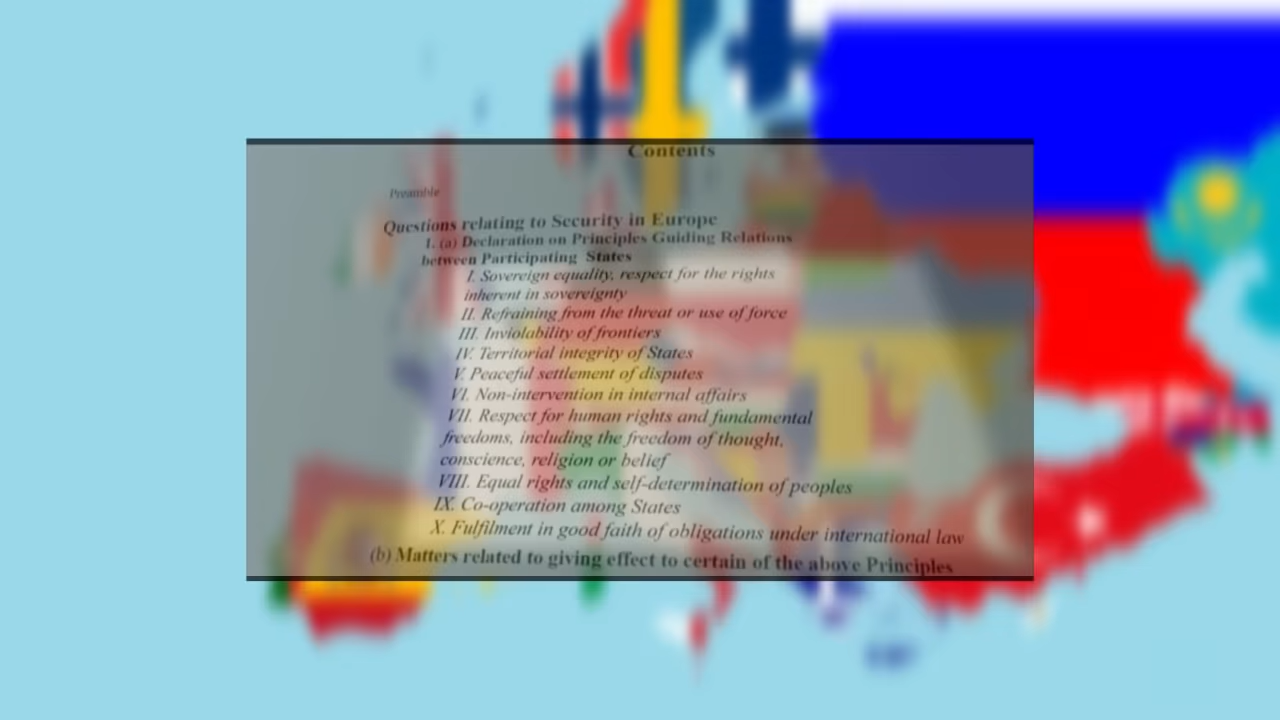 Contents
Preamble
Questions relating to Security in Europe
1. (a) Declaration on Principles Guiding Relations
between Participating States
I. Sovereign equality, respect for the rights
inherent in sovereignty
II. Refraining from the threat or use of force
III. Inviolability of frontiers
IV. Territorial integrity of States
V. Peaceful settlement of disputes
VI. Non-intervention in internal affairs
VII. Respect for human rights and fundamental
freedoms, including the freedom of thought,
conscience, religion or belief
VIII. Equal rights and self-determination of peoples
IX. Co-operation among States
X. Fulfilment in good faith of obligations under international law
(b) Matters related to giving effect to certain of the above Principles